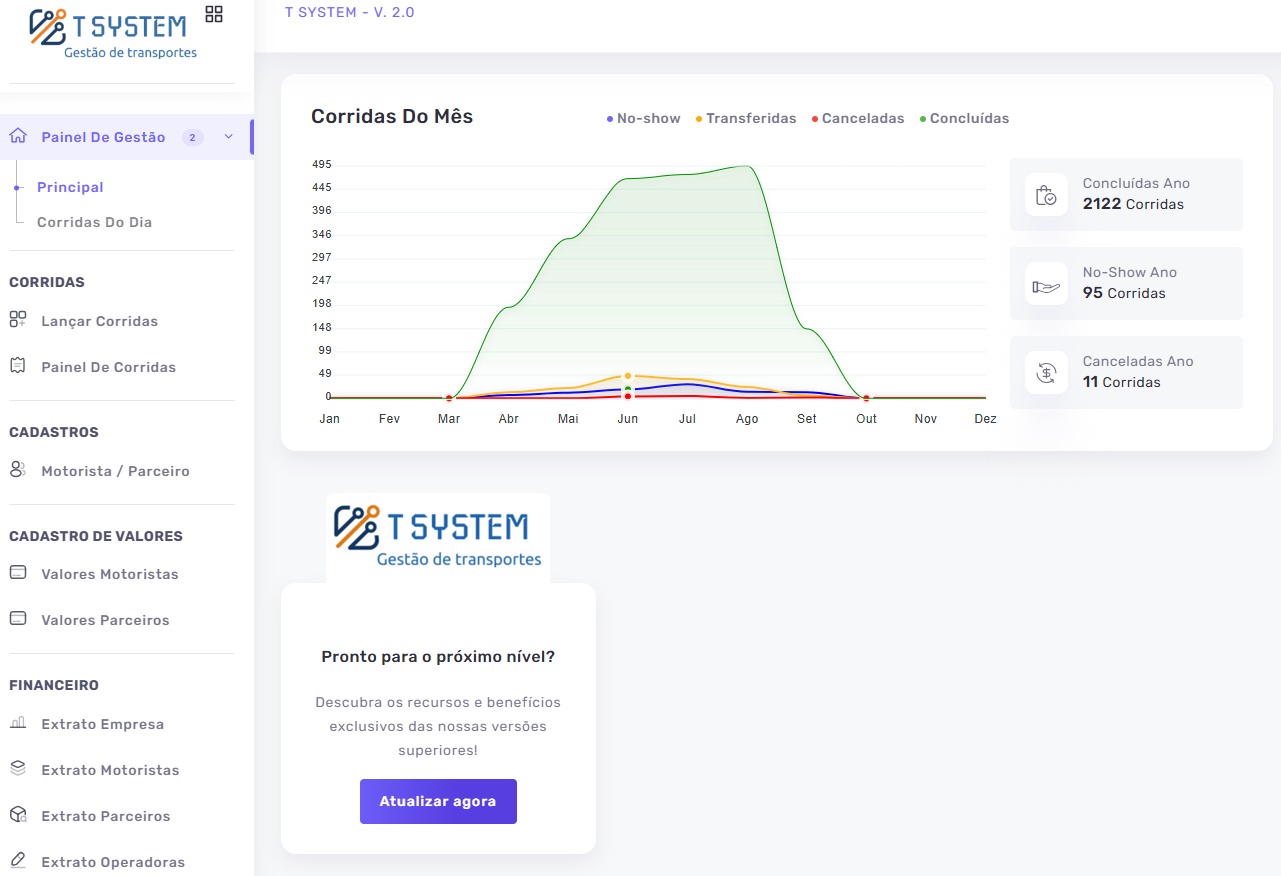 T SYSTEM
Gestão de transportes
Painel De Gestão 2
Principal
Corridas Do Dia
CORRIDAS
Lançar Corridas
Painel De Corridas
CADASTROS
Motorista / Parceiro
CADASTRO DE VALORES
Valores Motoristas
Valores Parceiros
FINANCEIRO
Extrato Empresa
Extrato Motoristas
Extrato Parceiros
Extrato Operadoras
T SYSTEM - V. 2.0
Corridas Do Mês
No-show Transferidas Canceladas Concluídas
495
445
396
346
297
247
198
148
99
49
0
Jan Fev Mar Abr Mai Jun Jul Ago Set Out Nov Dez
Concluídas Ano
2122 Corridas
No-Show Ano
95 Corridas
Canceladas Ano
11 Corridas
T SYSTEM
Gestão de transportes
Pronto para o próximo nível?
Descubra os recursos e benefícios
exclusivos das nossas versões
superiores!
Atualizar agora